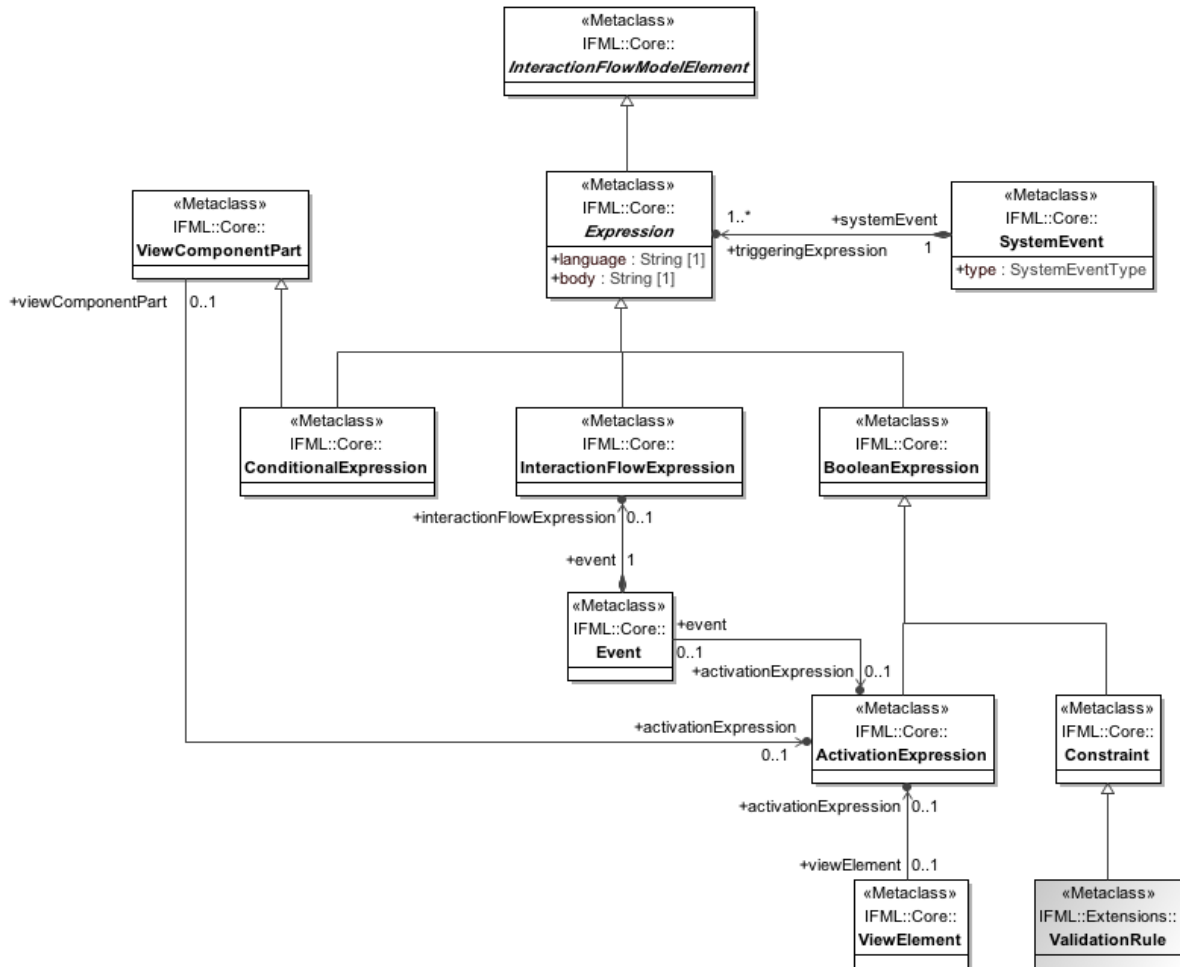 «Metaclass»
IFML::Core::
InteractionFlowModelElement
«Metaclass»
IFML::Core::
ViewComponentPart
«Metaclass»
IFML::Core::
Expression
+language : String [1]
+body : String [1]
«Metaclass»
IFML::Core::
SystemEvent
+type : SystemEventType
1..*
+systemEvent
+triggeringExpression
1
+viewComponentPart
0..1
«Metaclass»
IFML::Core::
ConditionalExpression
«Metaclass»
IFML::Core::
InteractionFlowExpression
«Metaclass»
IFML::Core::
BooleanExpression
+interactionFlowExpression
0..1
+event
1
«Metaclass»
IFML::Core::
Event
+event
0..1
+activationExpression
0..1
+activationExpression
0..1
«Metaclass»
IFML::Core::
ActivationExpression
«Metaclass»
IFML::Core::
Constraint
+activationExpression
0..1
+viewElement
0..1
«Metaclass»
IFML::Core::
ViewElement
«Metaclass»
IFML::Extensions::
ValidationRule